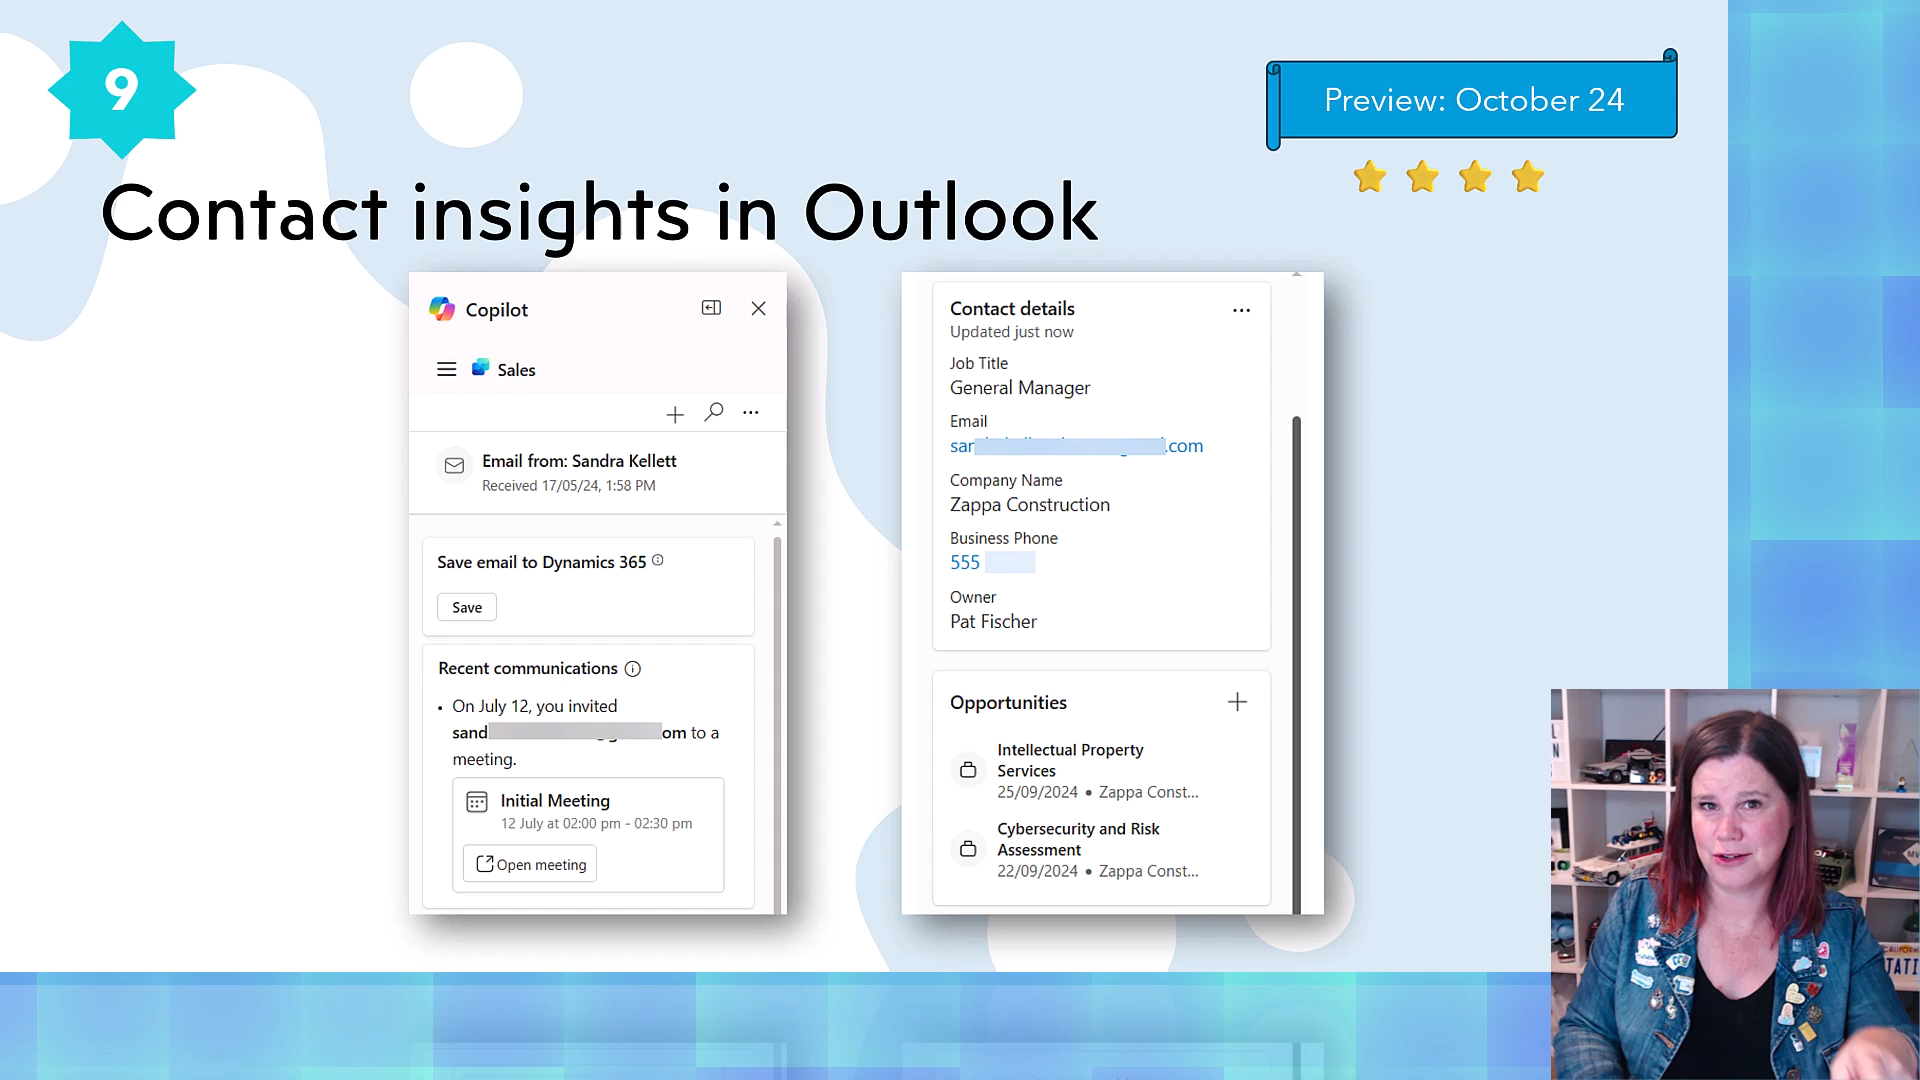 9
Preview: October 24
Contact insights in Outlook
Copilot
Sales
Email from: Sandra Kellett
Received 17/05/24, 1:58 PM
Save email to Dynamics 365
Save
Recent communications
• On July 12, you invited
sand om to a
meeting.
Initial Meeting
12 July at 02:00 pm - 02:30 pm
Open meeting
Contact details
Updated just now
Job Title
General Manager
Email
sar .com
Company Name
Zappa Construction
Business Phone
555
Owner
Pat Fischer
Opportunities
Intellectual Property
Services
25/09/2024 • Zappa Const...
Cybersecurity and Risk
Assessment
22/09/2024 • Zappa Const...